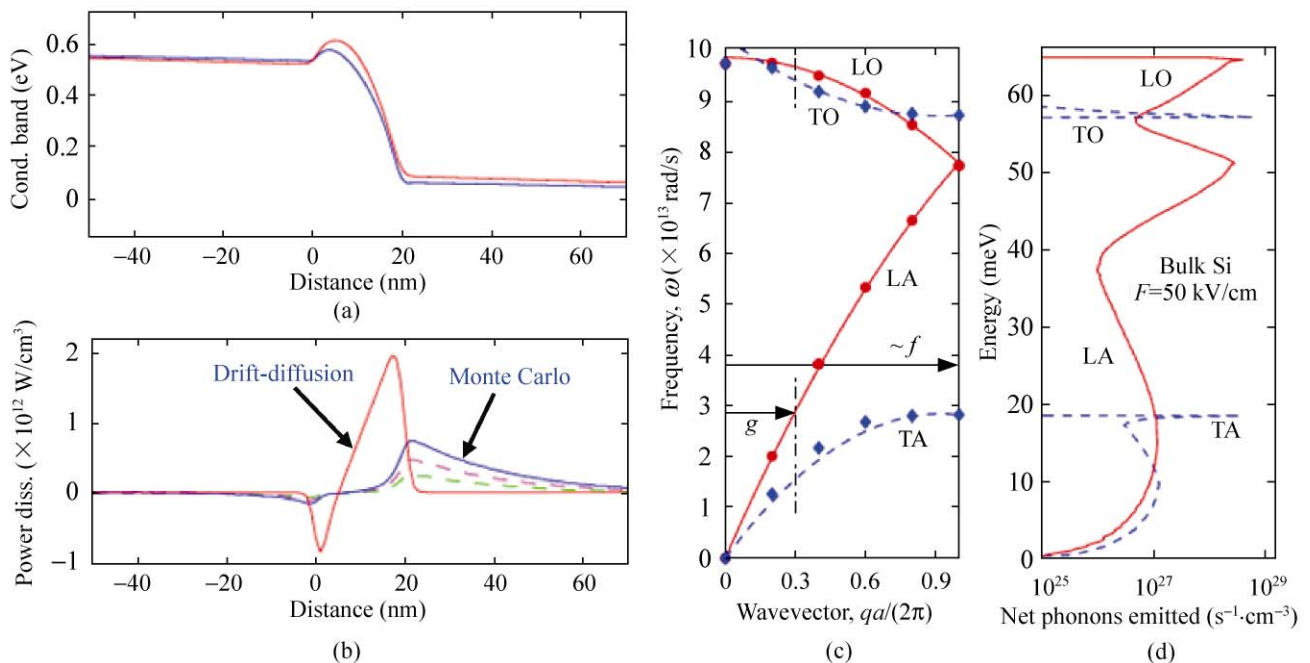 Cond. band (eV)
0.6
0.4
0.2
0
−40
−20
0
20
40
60
Distance (nm)
(a)
Power diss. (× 10¹² W/cm³)
2
1
0
−1
Drift-diffusion
Monte Carlo
−40
−20
0
20
40
60
Distance (nm)
(b)
Frequency, ω (× 10¹³ rad/s)
10
9
8
7
6
5
4
3
2
1
0
LO
TO
LA
~f
g
TA
0
0.3
0.6
0.9
Wavevector, qa/(2π)
(c)
Energy (meV)
60
50
40
30
20
10
0
LO
TO
Bulk Si
F=50 kV/cm
LA
TA
10²⁵
10²⁷
10²⁹
Net phonons emitted (s⁻¹·cm⁻³)
(d)